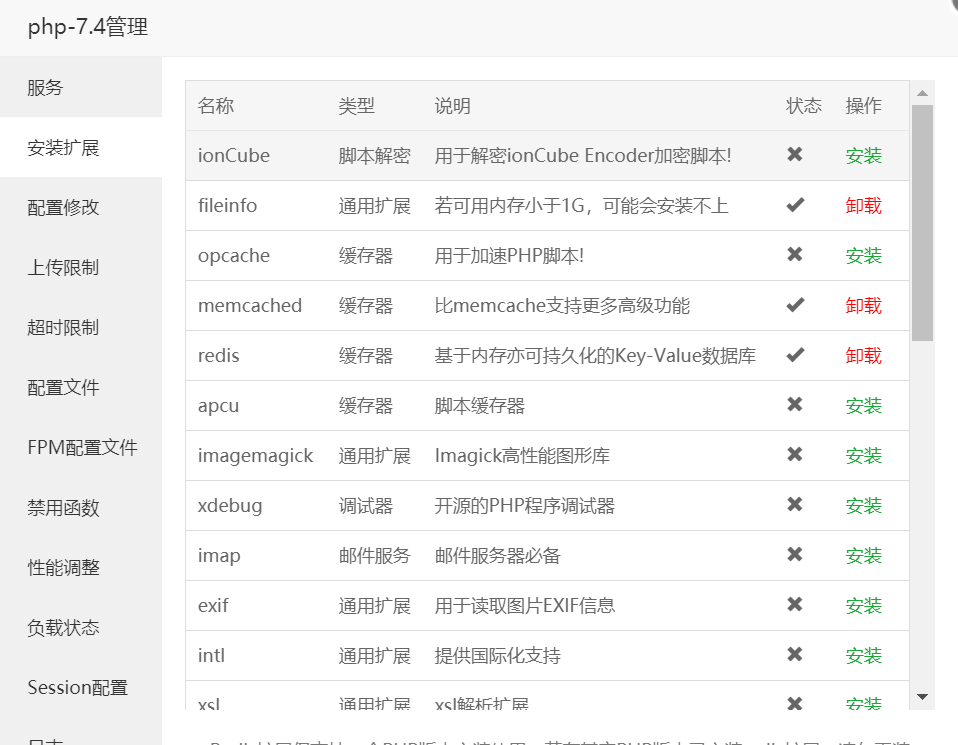 php-7.4管理
服务
安装扩展
配置修改
上传限制
超时限制
配置文件
FPM配置文件
禁用函数
性能调整
负载状态
Session配置
日志
名称 类型 说明 状态 操作
ionCube 脚本解密 用于解密ionCube Encoder加密脚本! ✖ 安装
fileinfo 通用扩展 若可用内存小于1G，可能会安装不上 ✔ 卸载
opcache 缓存器 用于加速PHP脚本! ✖ 安装
memcached 缓存器 比memcache支持更多高级功能 ✔ 卸载
redis 缓存器 基于内存亦可持久化的Key-Value数据库 ✔ 卸载
apcu 缓存器 脚本缓存器 ✖ 安装
imagemagick 通用扩展 Imagick高性能图形库 ✖ 安装
xdebug 调试器 开源的PHP程序调试器 ✖ 安装
imap 邮件服务 邮件服务器必备 ✖ 安装
exif 通用扩展 用于读取图片EXIF信息 ✖ 安装
intl 通用扩展 提供国际化支持 ✖ 安装
xsl 通用扩展 xsl解析扩展 ✖ 安装